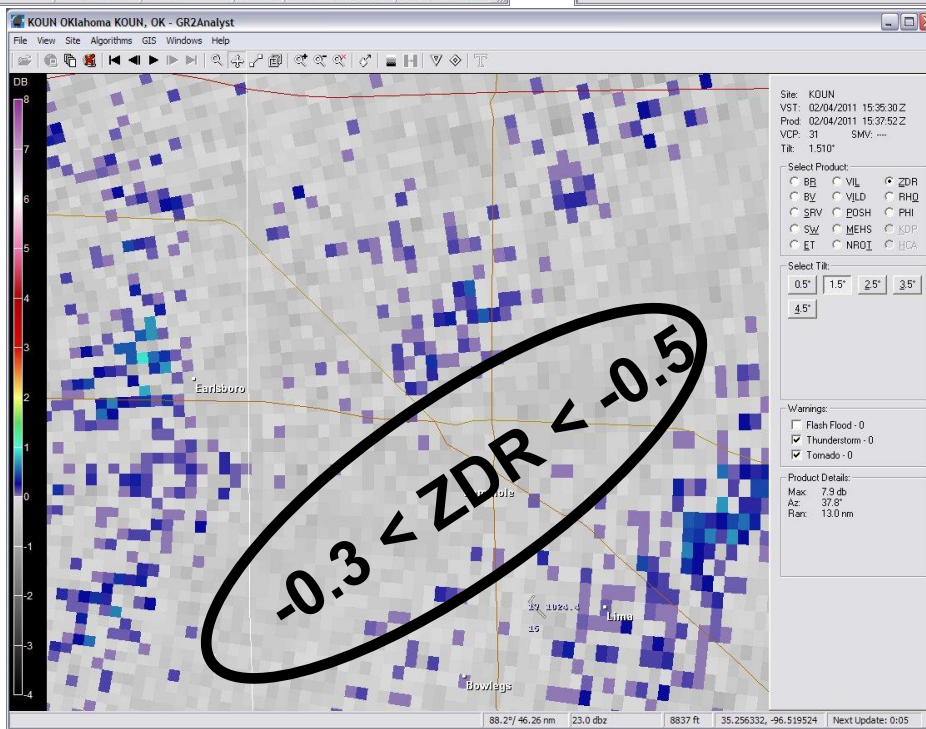 KOUN OKlahoma KOUN, OK - GR2Analyst
File View Site Algorithms GIS Windows Help
DB
8
7
6
5
4
3
2
1
0
-1
-2
-3
-4
Earlsboro
-0.3 < ZDR < -0.5
Lima
Bowlegs
19 1024.4
15
Site: KOUN
VST: 02/04/2011 15:35:30 Z
Prod: 02/04/2011 15:37:52 Z
VCP: 31 SMV: ---
Tilt: 1.510°
Select Product:
BR VIL ZDR
BV VILD RHO
SRV POSH PHI
SW MEHS KDP
ET NROT HCA
Select Tilt:
0.5° 1.5° 2.5° 3.5°
4.5°
Warnings:
Flash Flood - 0
Thunderstorm - 0
Tornado - 0
Product Details:
Max: 7.9 db
Az: 37.8°
Ran: 13.0 nm
88.2°/ 46.26 nm 23.0 dbz 8837 ft 35.256332, -96.519524 Next Update: 0:05